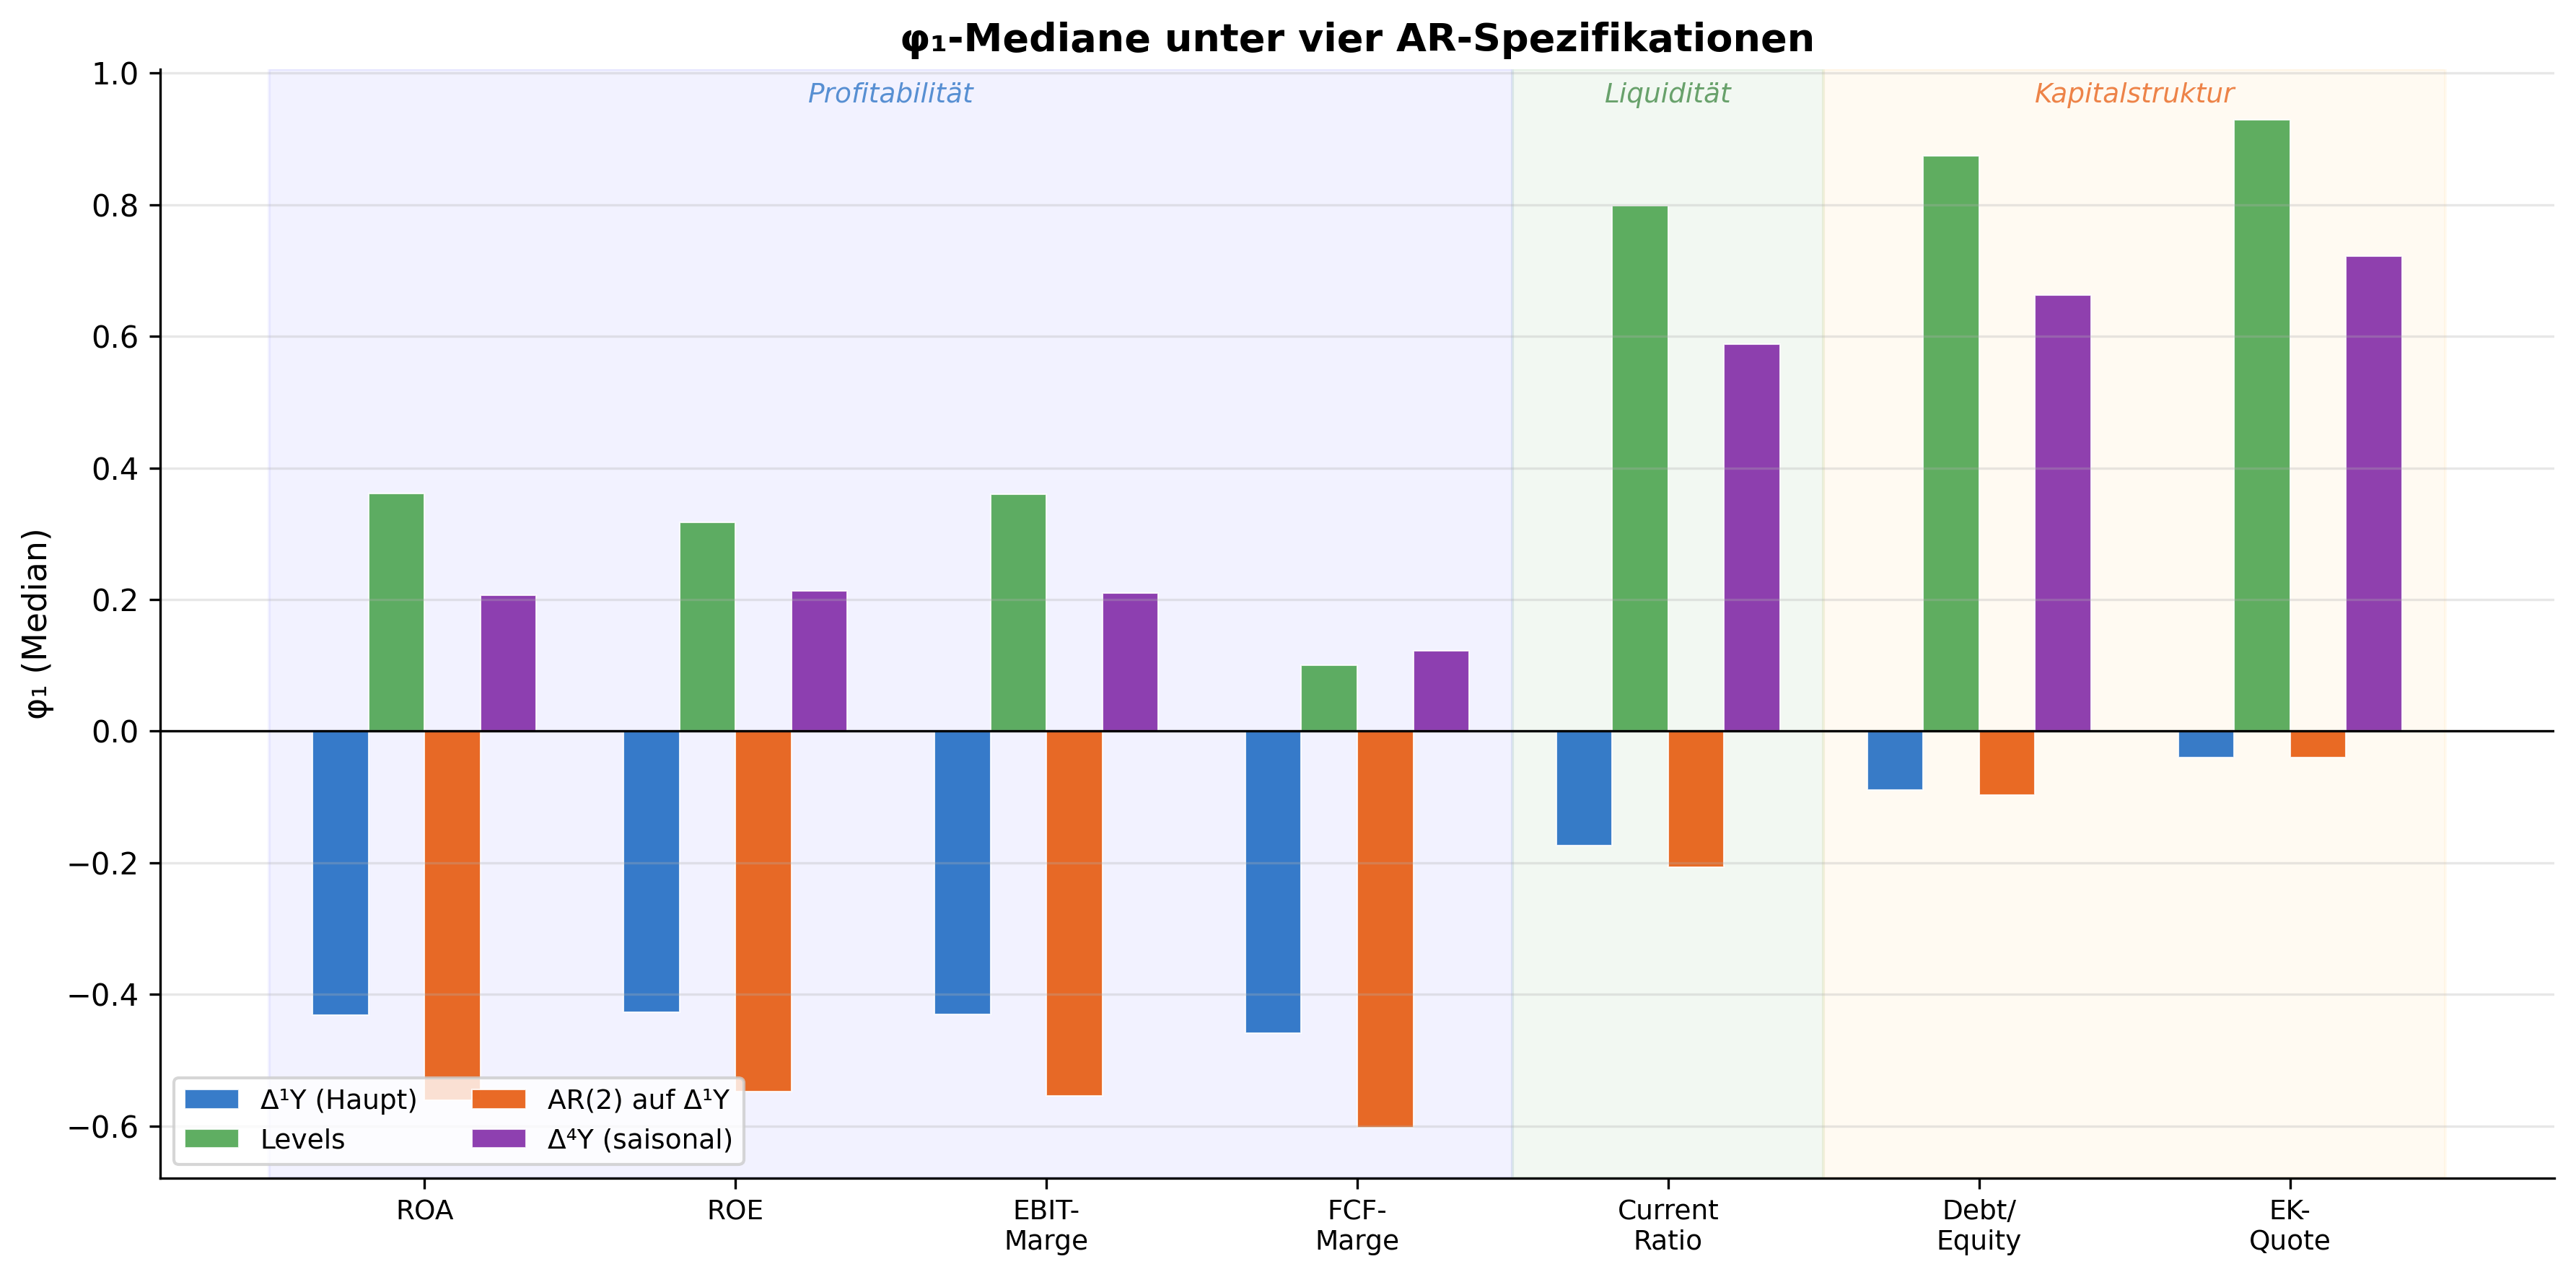 φ₁-Mediane unter vier AR-Spezifikationen
Profitabilität
Liquidität
Kapitalstruktur
φ₁ (Median)
1.0
0.8
0.6
0.4
0.2
0.0
−0.2
−0.4
−0.6
Δ¹Y (Haupt)
Levels
AR(2) auf Δ¹Y
Δ⁴Y (saisonal)
ROA
ROE
EBIT-
Marge
FCF-
Marge
Current
Ratio
Debt/
Equity
EK-
Quote